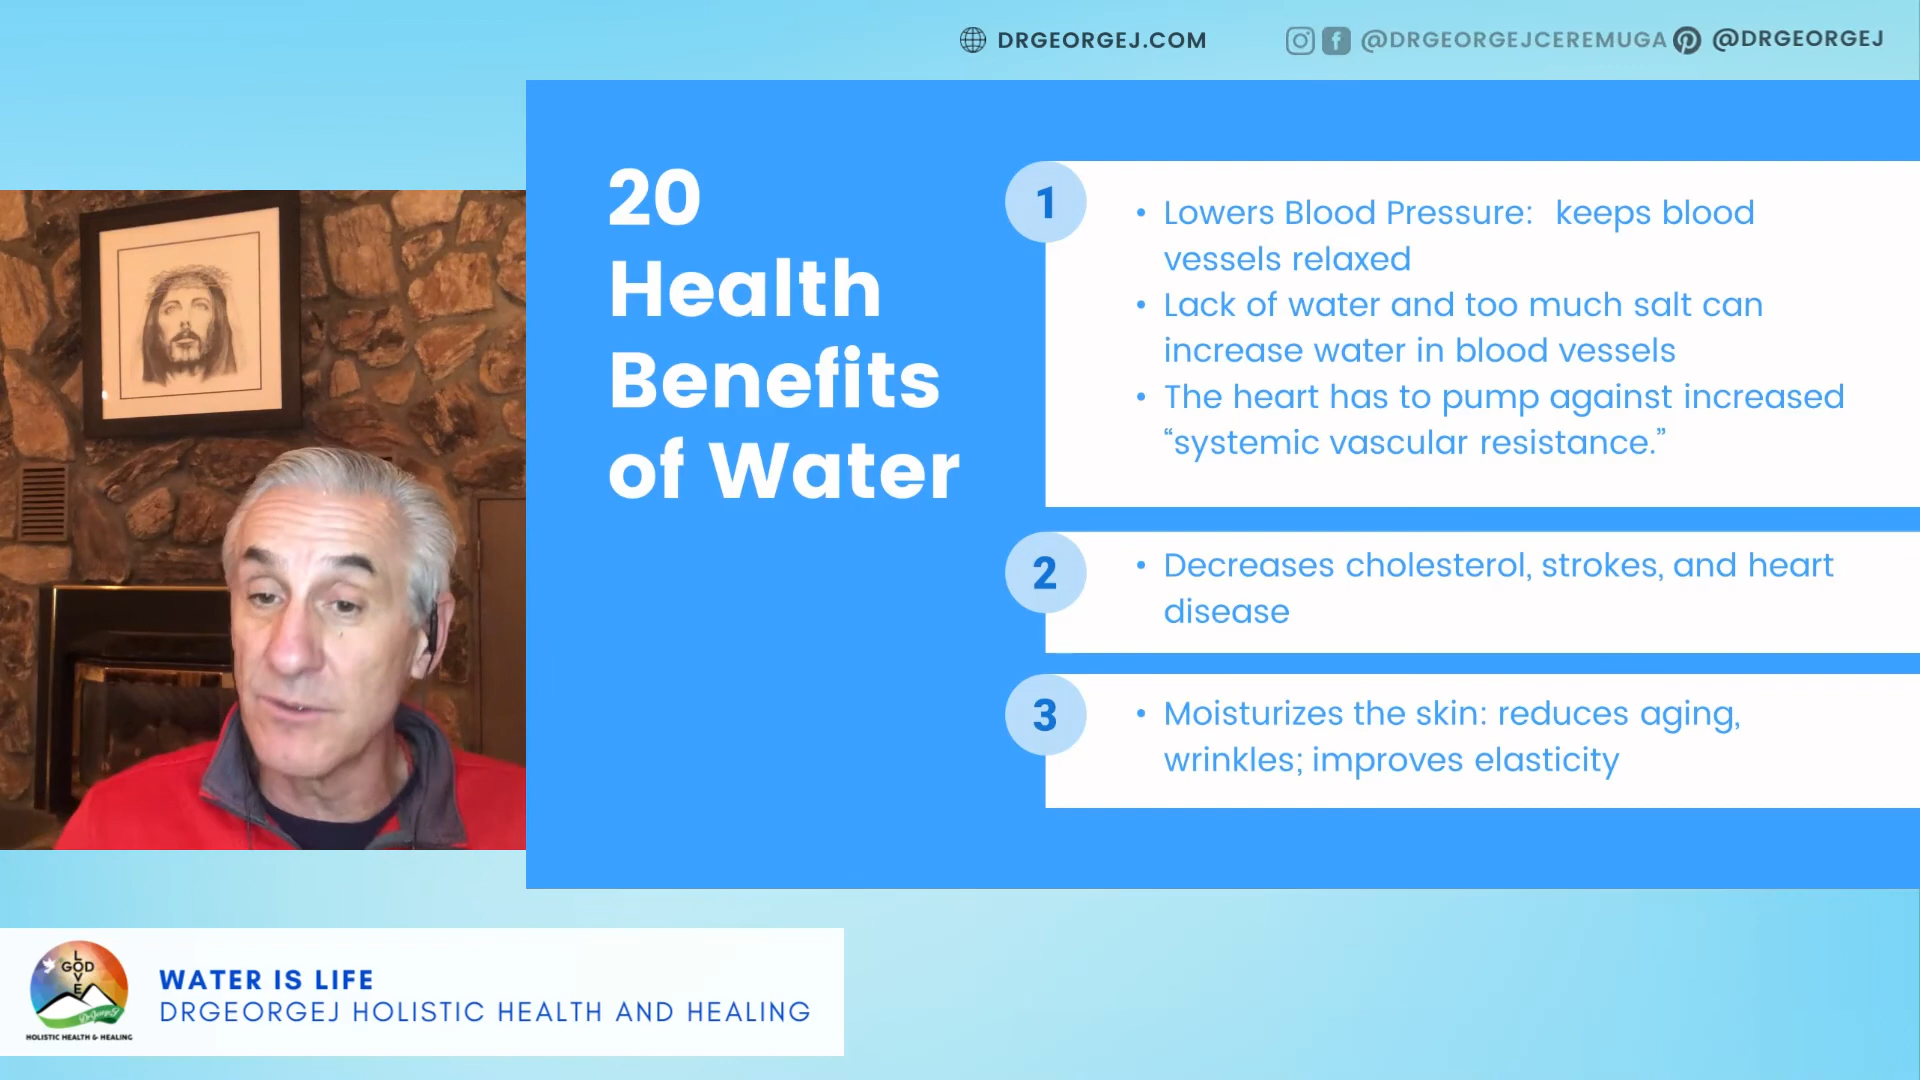 DRGEORGEJ.COM
@DRGEORGEJCEREMUGA
@DRGEORGEJ
20
Health
Benefits
of Water
1
• Lowers Blood Pressure: keeps blood
vessels relaxed
• Lack of water and too much salt can
increase water in blood vessels
• The heart has to pump against increased
“systemic vascular resistance.”
2
• Decreases cholesterol, strokes, and heart
disease
3
• Moisturizes the skin: reduces aging,
wrinkles; improves elasticity
LOVE
GOD
DrGeorgeJ
HOLISTIC HEALTH & HEALING
WATER IS LIFE
DRGEORGEJ HOLISTIC HEALTH AND HEALING